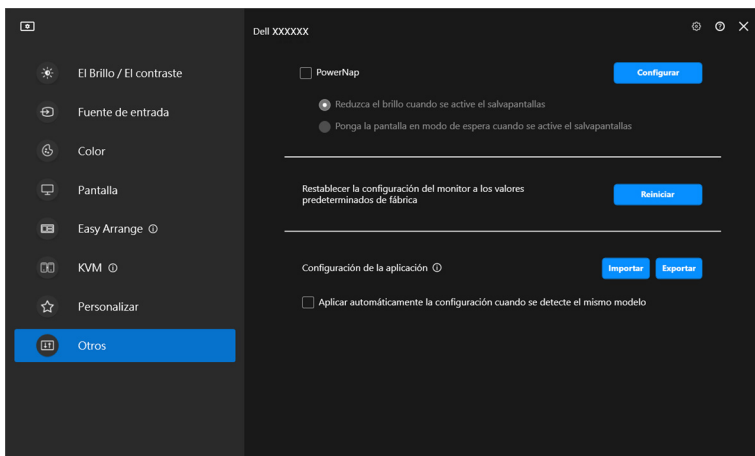 Dell XXXXXX
El Brillo / El contraste
Fuente de entrada
Color
Pantalla
Easy Arrange
KVM
Personalizar
Otros
PowerNap
Configurar
Reduzca el brillo cuando se active el salvapantallas
Ponga la pantalla en modo de espera cuando se active el salvapantallas
Restablecer la configuración del monitor a los valores
predeterminados de fábrica
Reiniciar
Configuración de la aplicación
Importar
Exportar
Aplicar automáticamente la configuración cuando se detecte el mismo modelo